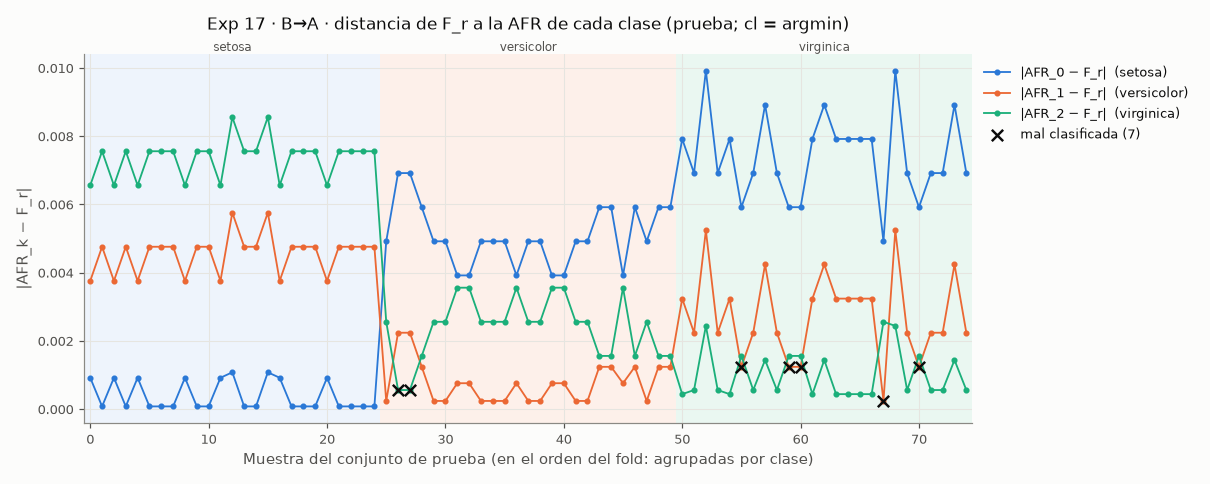 Exp 17 · B→A · distancia de F_r a la AFR de cada clase (prueba; cl = argmin)
setosa
versicolor
virginica
|AFR_0 − F_r| (setosa)
|AFR_1 − F_r| (versicolor)
|AFR_2 − F_r| (virginica)
mal clasificada (7)
|AFR_k − F_r|
0.010
0.008
0.006
0.004
0.002
0.000
0
10
20
30
40
50
60
70
Muestra del conjunto de prueba (en el orden del fold: agrupadas por clase)